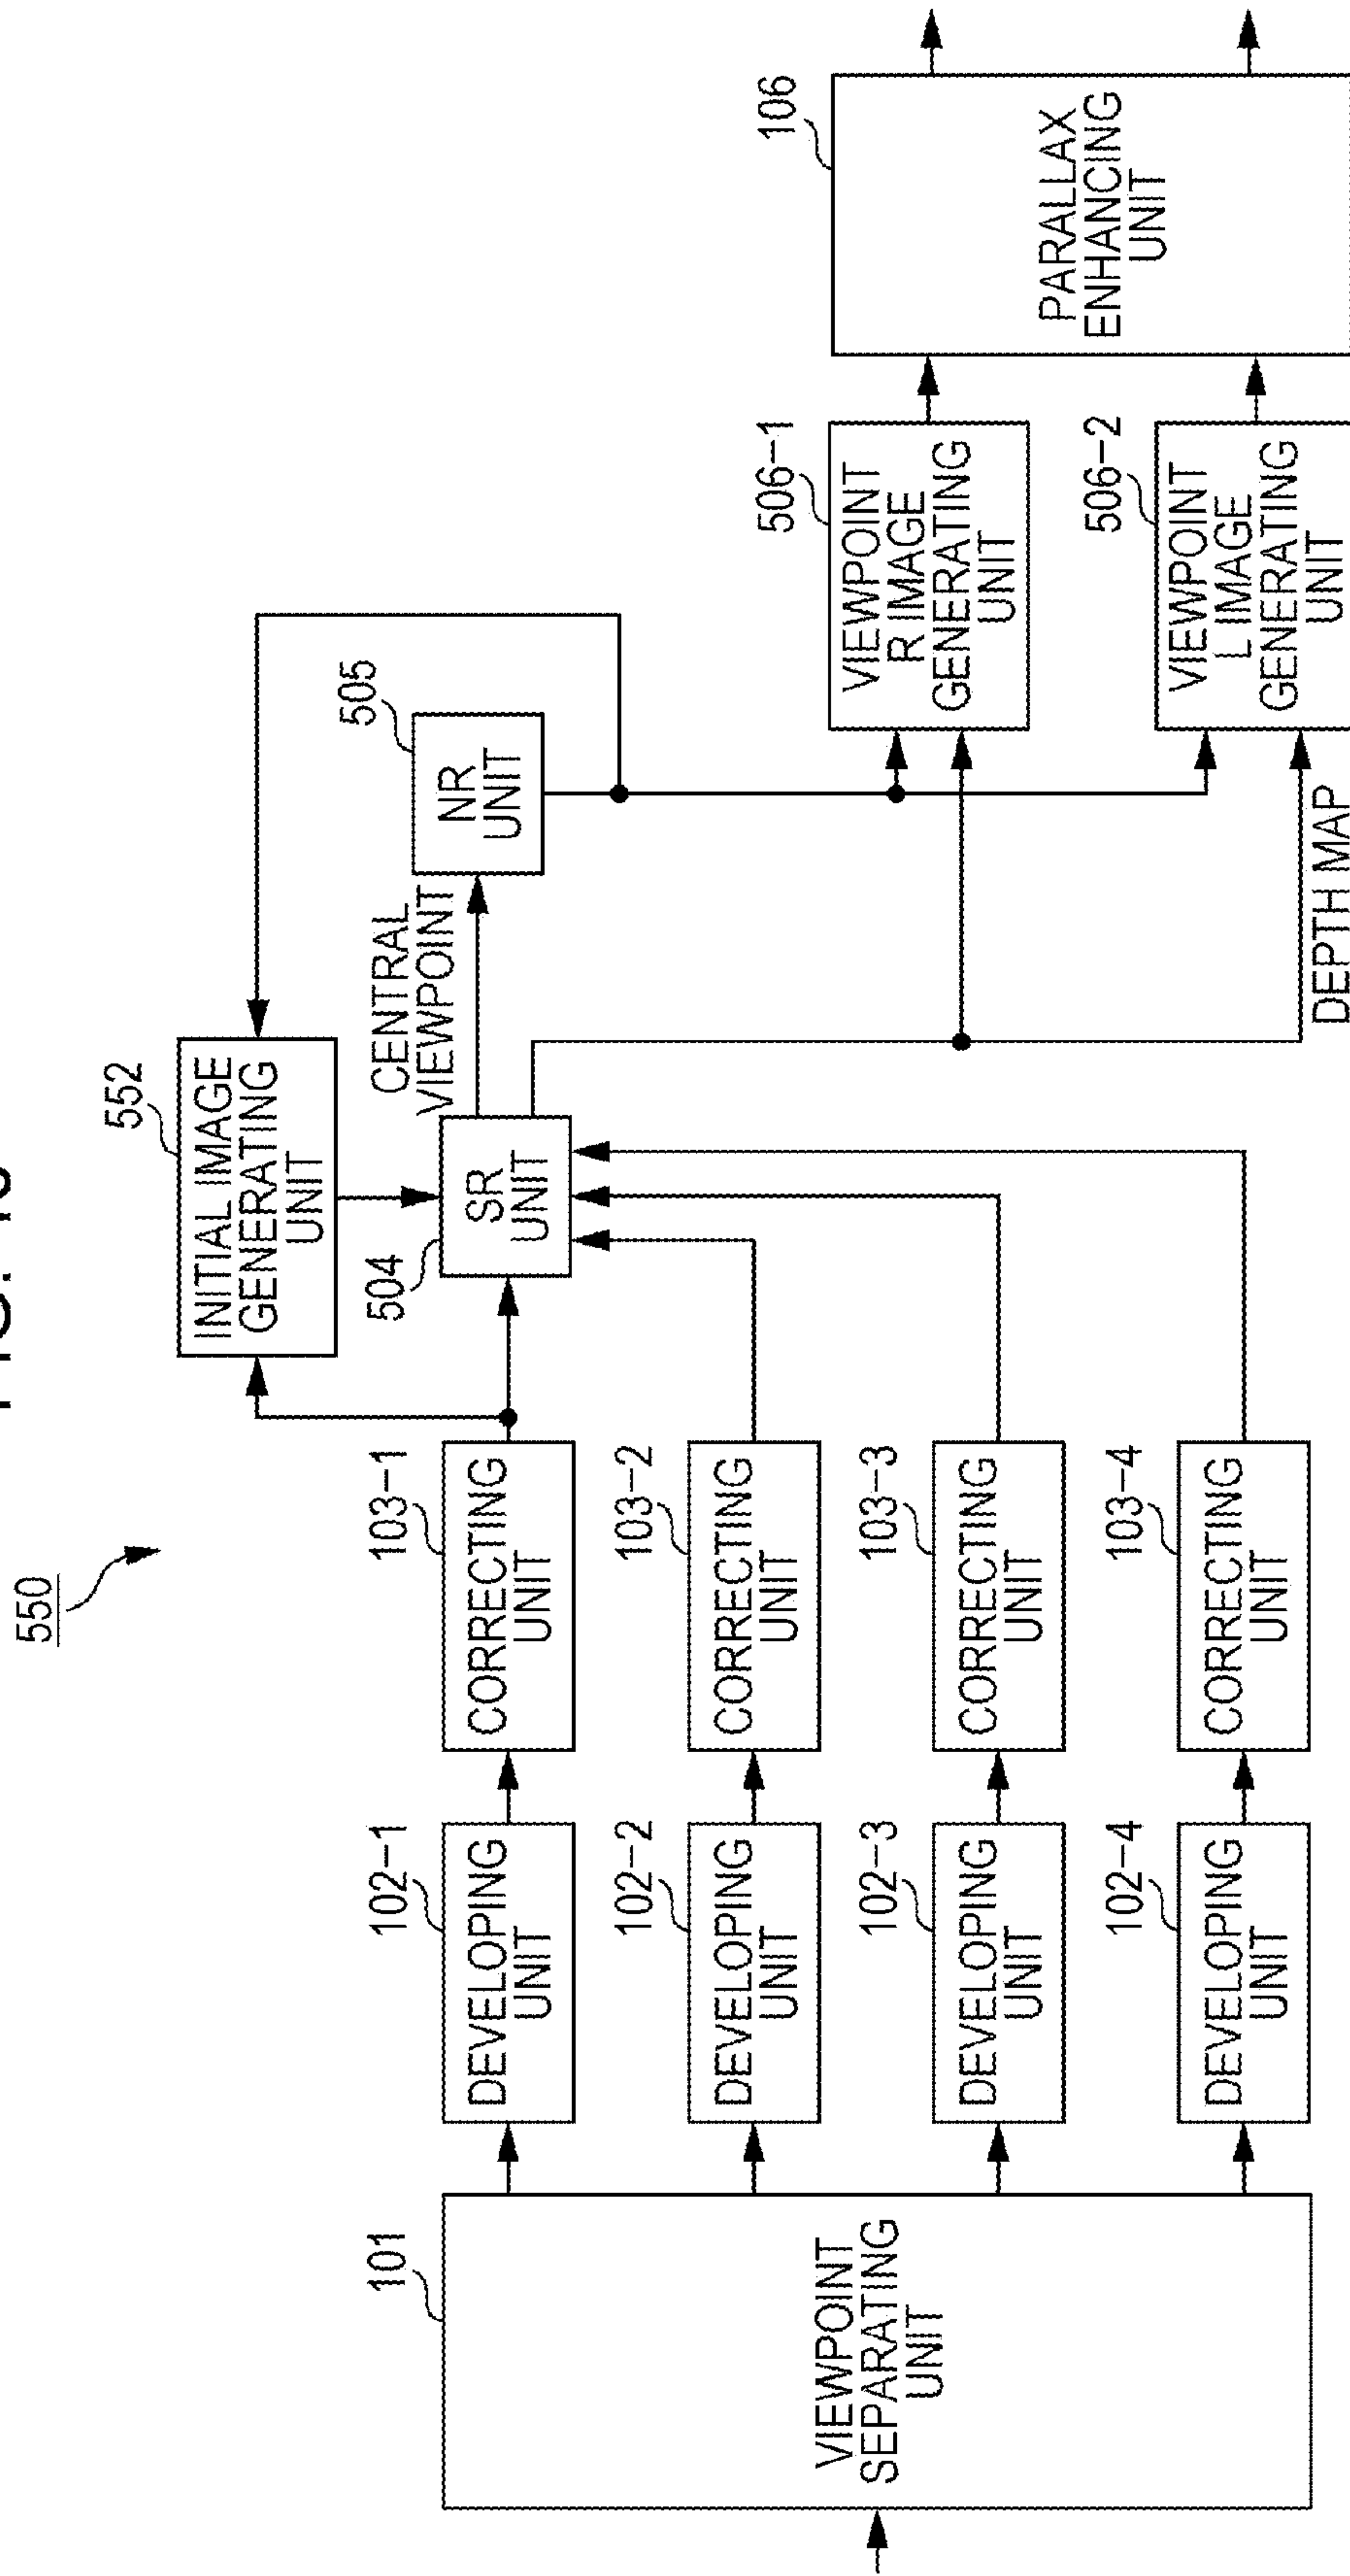 FIG.
550
101
VIEWPOINT
SEPARATING
UNIT
102-1
DEVELOPING
UNIT
102-2
DEVELOPING
UNIT
102-3
DEVELOPING
UNIT
102-4
DEVELOPING
UNIT
103-1
CORRECTING
UNIT
103-2
CORRECTING
UNIT
103-3
CORRECTING
UNIT
103-4
CORRECTING
UNIT
552
INITIAL IMAGE
GENERATING
UNIT
504
SR
UNIT
CENTRAL
VIEWPOINT
505
NR
UNIT
DEPTH MAP
506-1
VIEWPOINT
R IMAGE
GENERATING
UNIT
506-2
VIEWPOINT
L IMAGE
GENERATING
UNIT
106
PARALLAX
ENHANCING
UNIT